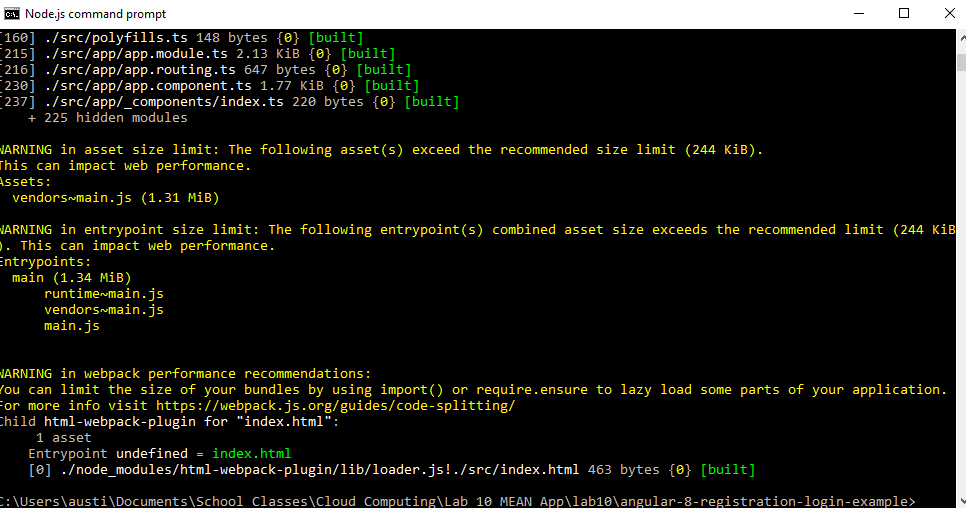 Node.js command prompt
[160] ./src/polyfills.ts 148 bytes {0} [built]
[215] ./src/app/app.module.ts 2.13 KiB {0} [built]
[216] ./src/app/app.routing.ts 647 bytes {0} [built]
[230] ./src/app/app.component.ts 1.77 KiB {0} [built]
[237] ./src/app/_components/index.ts 220 bytes {0} [built]
+ 225 hidden modules
WARNING in asset size limit: The following asset(s) exceed the recommended size limit (244 KiB).
This can impact web performance.
Assets:
vendors~main.js (1.31 MiB)
WARNING in entrypoint size limit: The following entrypoint(s) combined asset size exceeds the recommended limit (244 KiB
). This can impact web performance.
Entrypoints:
main (1.34 MiB)
runtime~main.js
vendors~main.js
main.js
WARNING in webpack performance recommendations:
You can limit the size of your bundles by using import() or require.ensure to lazy load some parts of your application.
For more info visit https://webpack.js.org/guides/code-splitting/
Child html-webpack-plugin for "index.html":
1 asset
Entrypoint undefined = index.html
[0] ./node_modules/html-webpack-plugin/lib/loader.js!./src/index.html 463 bytes {0} [built]
C:\Users\austi\Documents\School Classes\Cloud Computing\Lab 10 MEAN App\lab10\angular-8-registration-login-example>